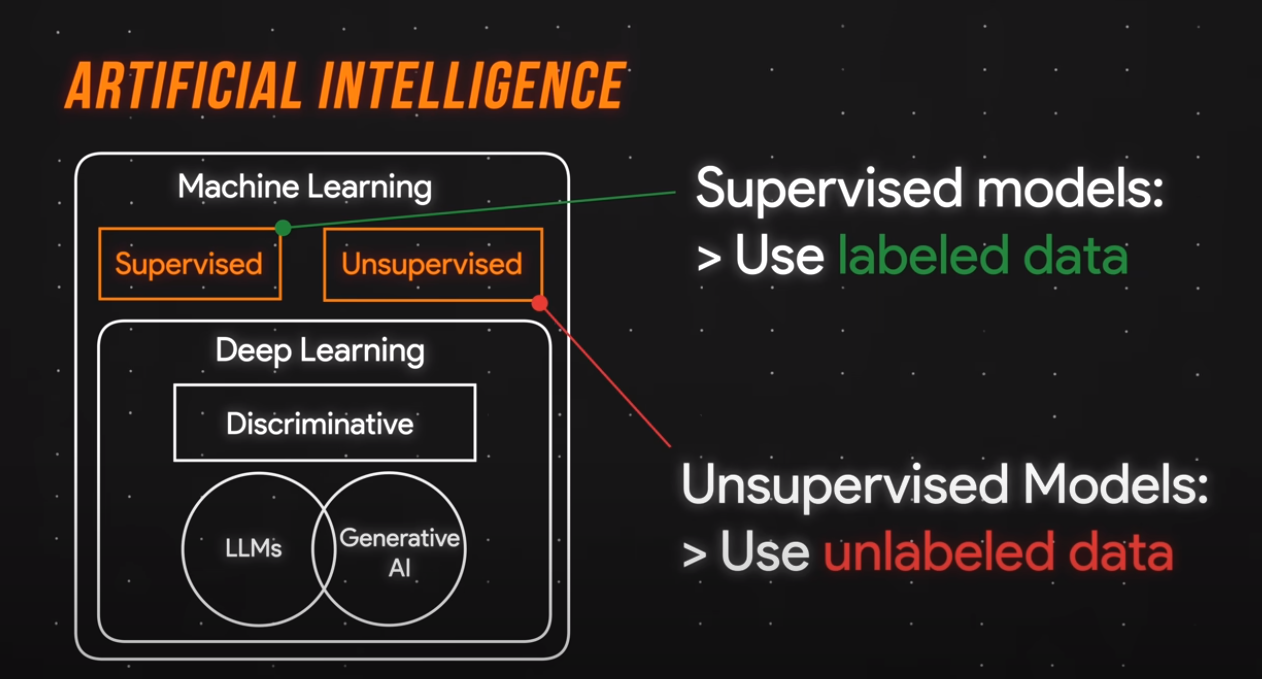 ARTIFICIAL INTELLIGENCE
Machine Learning
Supervised
Unsupervised
Deep Learning
Discriminative
LLMs
Generative
AI
Supervised models:
> Use labeled data
Unsupervised Models:
> Use unlabeled data